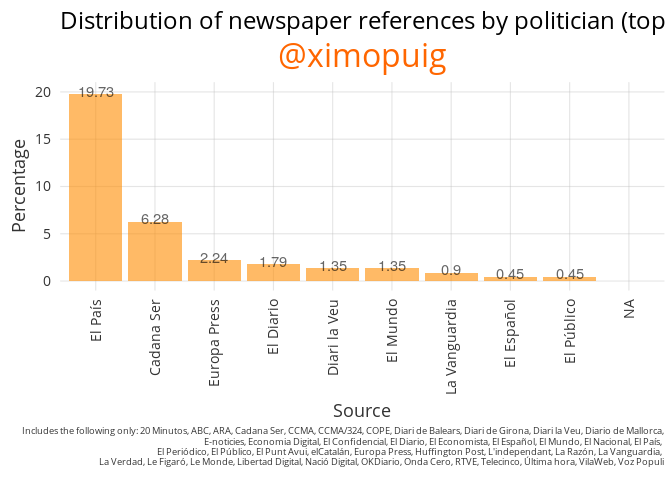 Distribution of newspaper references by politician (top
@ximopuig
Percentage
20
15
10
5
0
19.73
6.28
2.24
1.79
1.35
1.35
0.9
0.45
0.45
El País
Cadana Ser
Europa Press
El Diario
Diari la Veu
El Mundo
La Vanguardia
El Español
El Público
NA
Source
Includes the following only: 20 Minutos, ABC, ARA, Cadana Ser, CCMA, CCMA/324, COPE, Diari de Balears, Diari de Girona, Diari la Veu, Diario de Mallorca,
E-noticies, Economia Digital, El Confidencial, El Diario, El Economista, El Español, El Mundo, El Nacional, El País,
El Periódico, El Público, El Punt Avui, elCatalán, Europa Press, Huffington Post, L'independant, La Razón, La Vanguardia,
La Verdad, Le Figaró, Le Monde, Libertad Digital, Nació Digital, OKDiario, Onda Cero, RTVE, Telecinco, Última hora, VilaWeb, Voz Populi